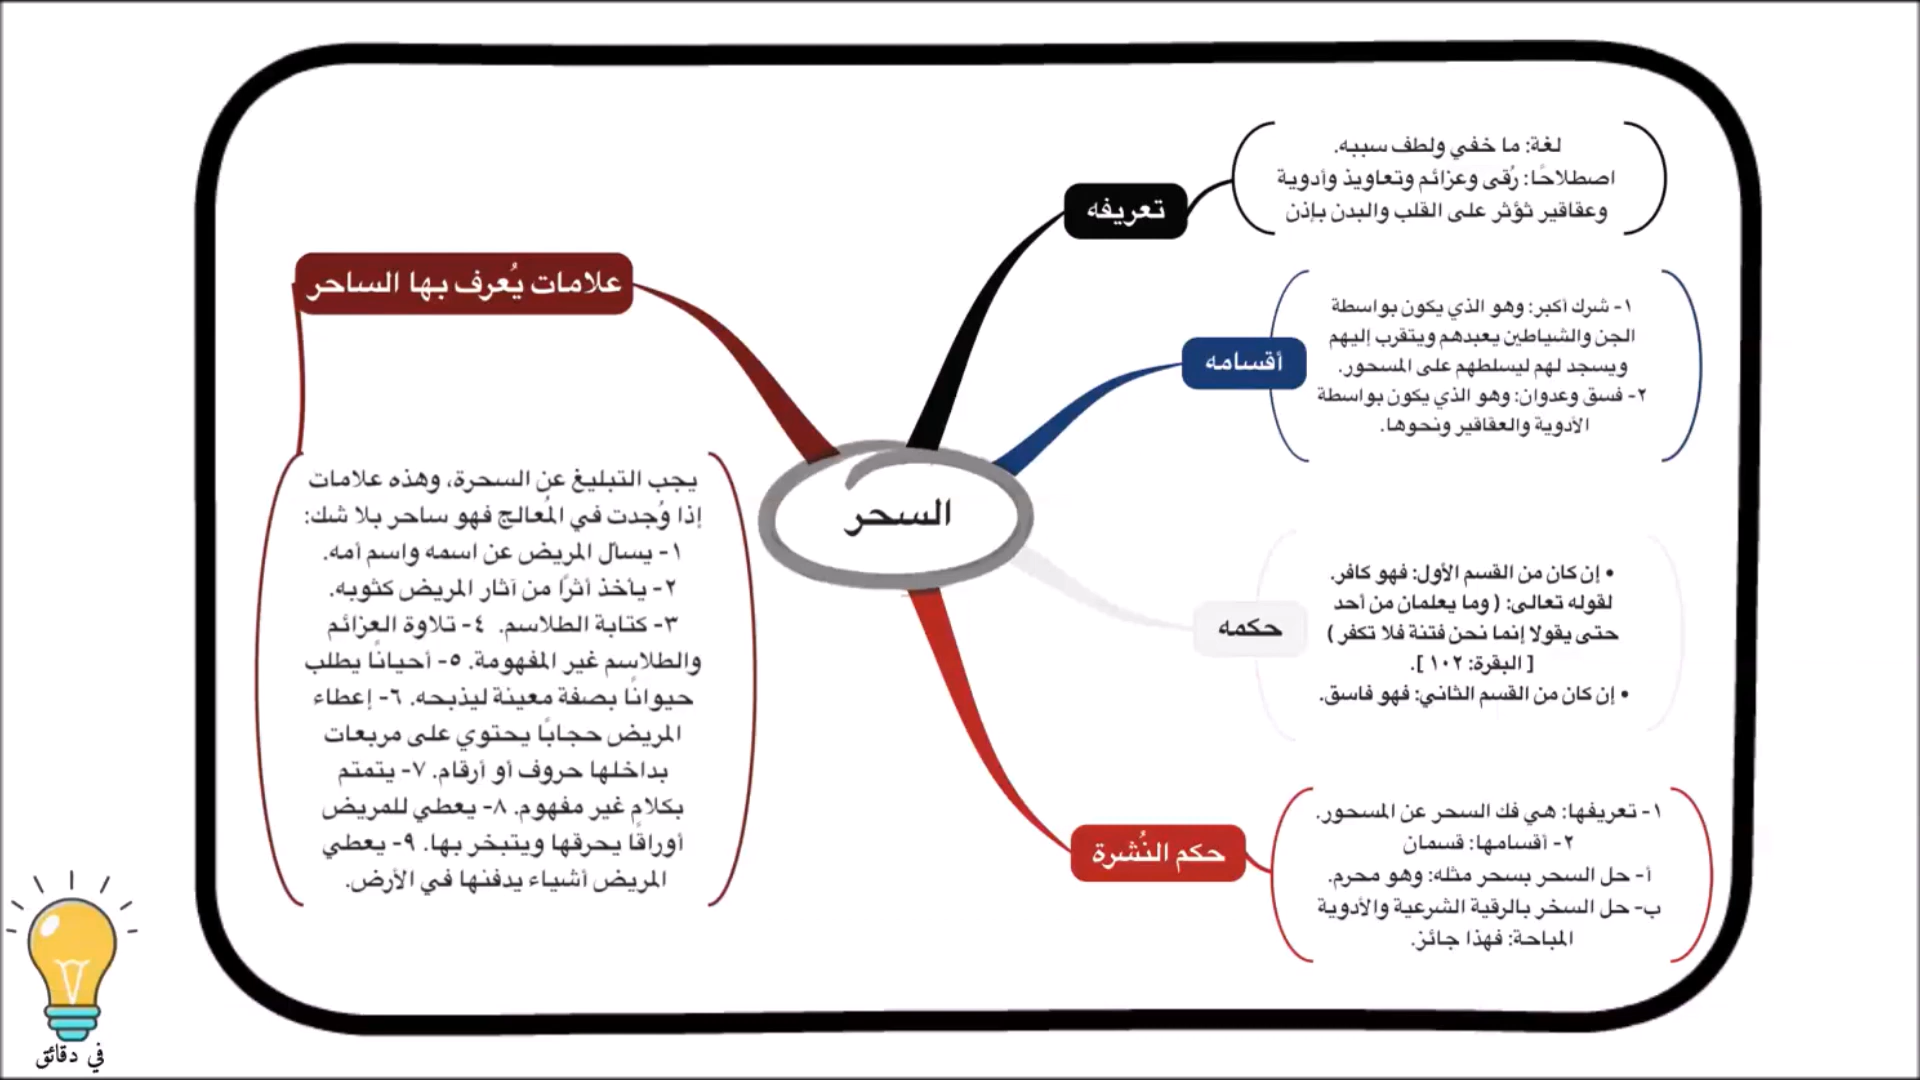 السحر
تعريفه
لغة: ما خفي ولطف سببه.
اصطلاحًا: رُقى وعزائم وتعاويذ وأدوية
وعقاقير تؤثر على القلب والبدن بإذن
أقسامه
١- شرك أكبر: وهو الذي يكون بواسطة
الجن والشياطين يعبدهم ويتقرب إليهم
ويسجد لهم ليسلطهم على المسحور.
٢- فسق وعدوان: وهو الذي يكون بواسطة
الأدوية والعقاقير ونحوها.
حكمه
• إن كان من القسم الأول: فهو كافر.
لقوله تعالى: ( وما يعلمان من أحد
حتى يقولا إنما نحن فتنة فلا تكفر )
[ البقرة: ١٠٢ ].
• إن كان من القسم الثاني: فهو فاسق.
حكم النُشرة
١- تعريفها: هي فك السحر عن المسحور.
٢- أقسامها: قسمان
أ- حل السحر بسحر مثله: وهو محرم.
ب- حل السخر بالرقية الشرعية والأدوية
المباحة: فهذا جائز.
علامات يُعرف بها الساحر
يجب التبليغ عن السحرة، وهذه علامات
إذا وُجدت في المُعالج فهو ساحر بلا شك:
١- يسأل المريض عن اسمه واسم أمه.
٢- يأخذ أثرًا من آثار المريض كثوبه.
٣- كتابة الطلاسم. ٤- تلاوة العزائم
والطلاسم غير المفهومة. ٥- أحيانًا يطلب
حيوانًا بصفة معينة ليذبحه. ٦- إعطاء
المريض حجابًا يحتوي على مربعات
بداخلها حروف أو أرقام. ٧- يتمتم
بكلام غير مفهوم. ٨- يعطي للمريض
أوراقًا يحرقها ويتبخر بها. ٩- يعطي
المريض أشياء يدفنها في الأرض.
في دقائق